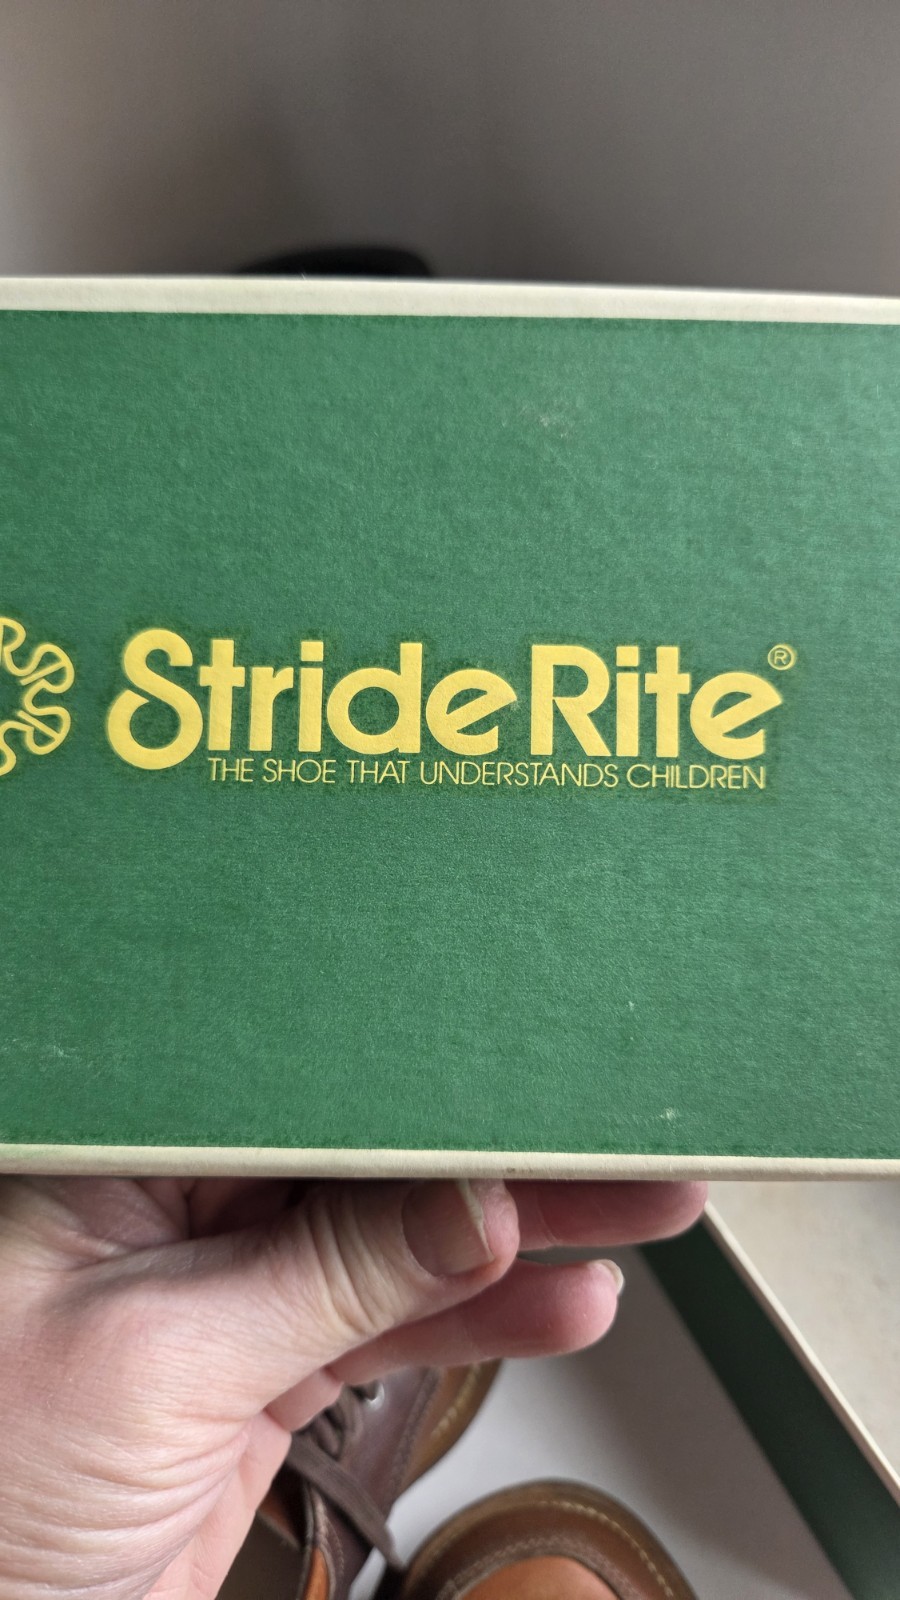 Stride Rite®
THE SHOE THAT UNDERSTANDS CHILDREN